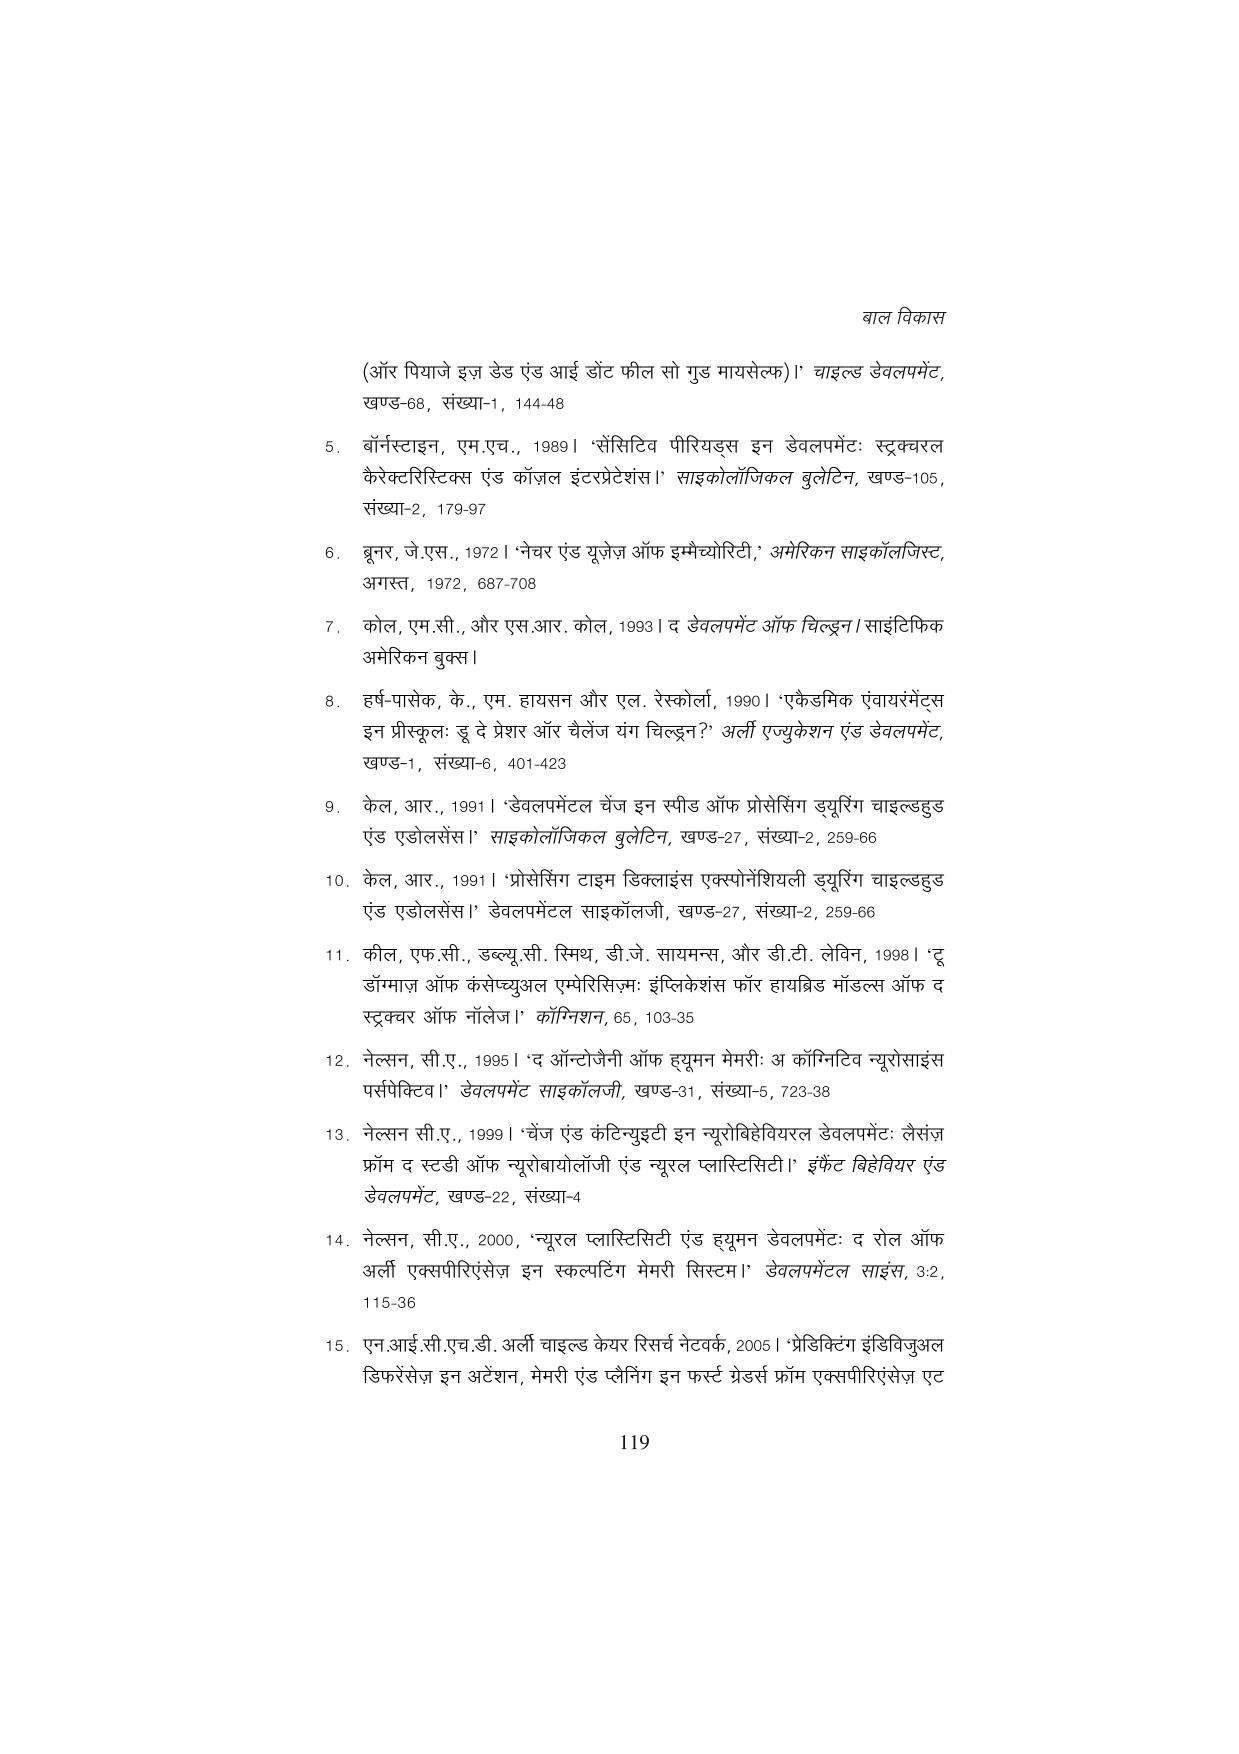 बाल विकास
(ऑर पियाजे इज़ डेड एंड आई डोंट फील सो गुड मायसेल्फ)।’ चाइल्ड डेवलपमेंट,
खण्ड-68, संख्या-1, 144-48
5. बॉर्नस्टाइन, एम.एच., 1989। ‘सेंसिटिव पीरियड्स इन डेवलपमेंटः स्ट्रक्चरल
कैरेक्टरिस्टिक्स एंड कॉज़ल इंटरप्रेटेशंस।’ साइकोलॉजिकल बुलेटिन, खण्ड-105,
संख्या-2, 179-97
6. ब्रूनर, जे.एस., 1972। ‘नेचर एंड यूज़ेज़ ऑफ इम्मैच्योरिटी,’ अमेरिकन साइकॉलजिस्ट,
अगस्त, 1972, 687-708
7. कोल, एम.सी., और एस.आर. कोल, 1993। द डेवलपमेंट ऑफ चिल्ड्रन। साइंटिफिक
अमेरिकन बुक्स।
8. हर्ष-पासेक, के., एम. हायसन और एल. रेस्कोर्ला, 1990। ‘एकैडमिक एंवायरंमेंट्स
इन प्रीस्कूलः डू दे प्रेशर ऑर चैलेंज यंग चिल्ड्रन?’ अर्ली एज्युकेशन एंड डेवलपमेंट,
खण्ड-1, संख्या-6, 401-423
9. केल, आर., 1991। ‘डेवलपमेंटल चेंज इन स्पीड ऑफ प्रोसेसिंग ड्यूरिंग चाइल्डहुड
एंड एडोलसेंस।’ साइकोलॉजिकल बुलेटिन, खण्ड-27, संख्या-2, 259-66
10. केल, आर., 1991। ‘प्रोसेसिंग टाइम डिक्लाइंस एक्स्पोनेंशियली ड्यूरिंग चाइल्डहुड
एंड एडोलसेंस।’ डेवलपमेंटल साइकॉलजी, खण्ड-27, संख्या-2, 259-66
11. कील, एफ.सी., डब्ल्यू.सी. स्मिथ, डी.जे. सायमन्स, और डी.टी. लेविन, 1998। ‘टू
डॉग्माज़ ऑफ कंसेप्च्युअल एम्पेरिसिज़्मः इंप्लिकेशंस फॉर हायब्रिड मॉडल्स ऑफ द
स्ट्रक्चर ऑफ नॉलेज।’ कॉग्निशन, 65, 103-35
12. नेल्सन, सी.ए., 1995। ‘द ऑन्टोजैनी ऑफ ह्यूमन मेमरीः अ कॉग्निटिव न्यूरोसाइंस
पर्सपेक्टिव।’ डेवलपमेंट साइकॉलजी, खण्ड-31, संख्या-5, 723-38
13. नेल्सन सी.ए., 1999। ‘चेंज एंड कंटिन्युइटी इन न्यूरोबिहेवियरल डेवलपमेंटः लैसंज़
फ्रॉम द स्टडी ऑफ न्यूरोबायोलॉजी एंड न्यूरल प्लास्टिसिटी।’ इंफैंट बिहेवियर एंड
डेवलपमेंट, खण्ड-22, संख्या-4
14. नेल्सन, सी.ए., 2000, ‘न्यूरल प्लास्टिसिटी एंड ह्यूमन डेवलपमेंटः द रोल ऑफ
अर्ली एक्सपीरिएंसेज़ इन स्कल्पटिंग मेमरी सिस्टम।’ डेवलपमेंटल साइंस, 3:2,
115-36
15. एन.आई.सी.एच.डी. अर्ली चाइल्ड केयर रिसर्च नेटवर्क, 2005। ‘प्रेडिक्टिंग इंडिविजुअल
डिफरेंसेज़ इन अटेंशन, मेमरी एंड प्लैनिंग इन फर्स्ट ग्रेडर्स फ्रॉम एक्सपीरिएंसेज़ एट
119